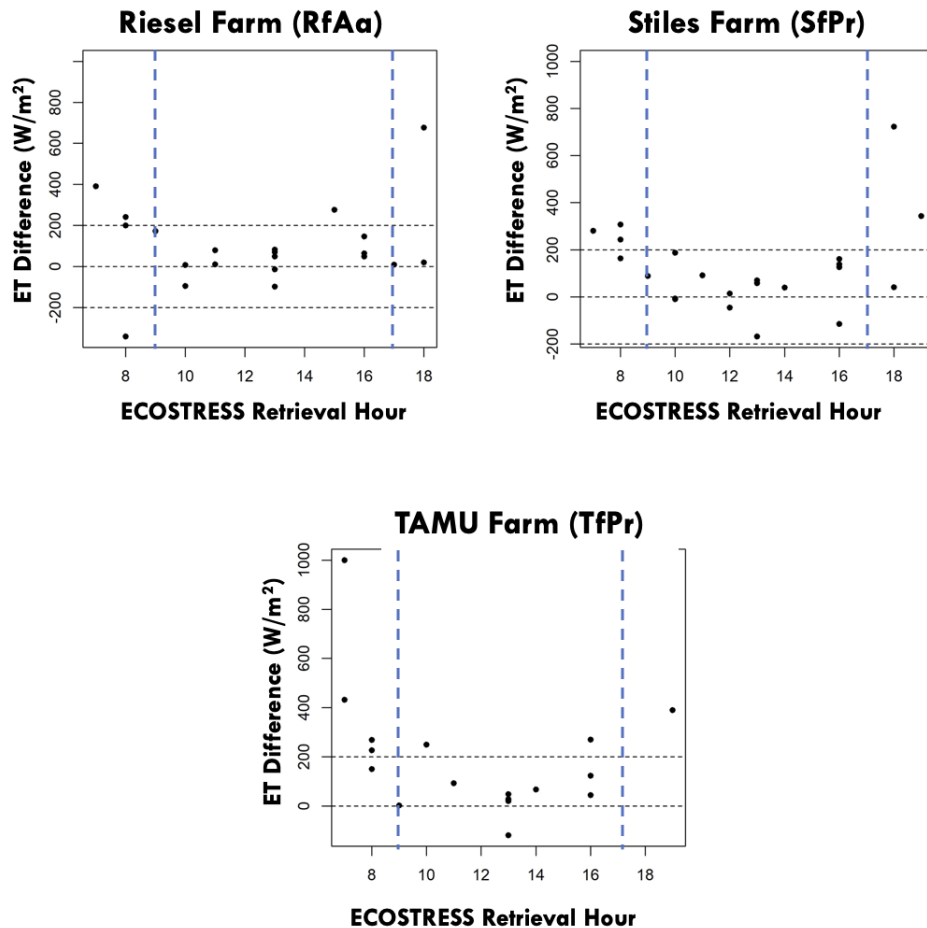 Riesel Farm (RfAa)
ET Difference (W/m²)
800
600
400
200
0
-200
8 10 12 14 16 18
ECOSTRESS Retrieval Hour
Stiles Farm (SfPr)
ET Difference (W/m²)
1000
800
600
400
200
0
-200
8 10 12 14 16 18
ECOSTRESS Retrieval Hour
TAMU Farm (TfPr)
ET Difference (W/m²)
1000
800
600
400
200
0
8 10 12 14 16 18
ECOSTRESS Retrieval Hour